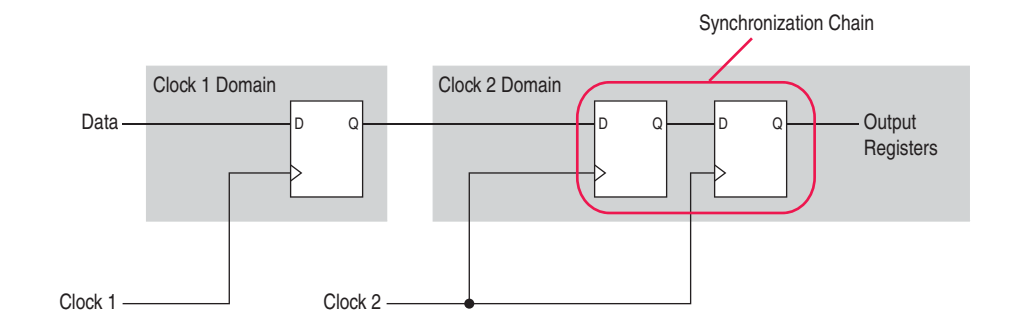 Synchronization Chain
Clock 1 Domain
Clock 2 Domain
Data
D Q
D Q
D Q
Output
Registers
Clock 1
Clock 2